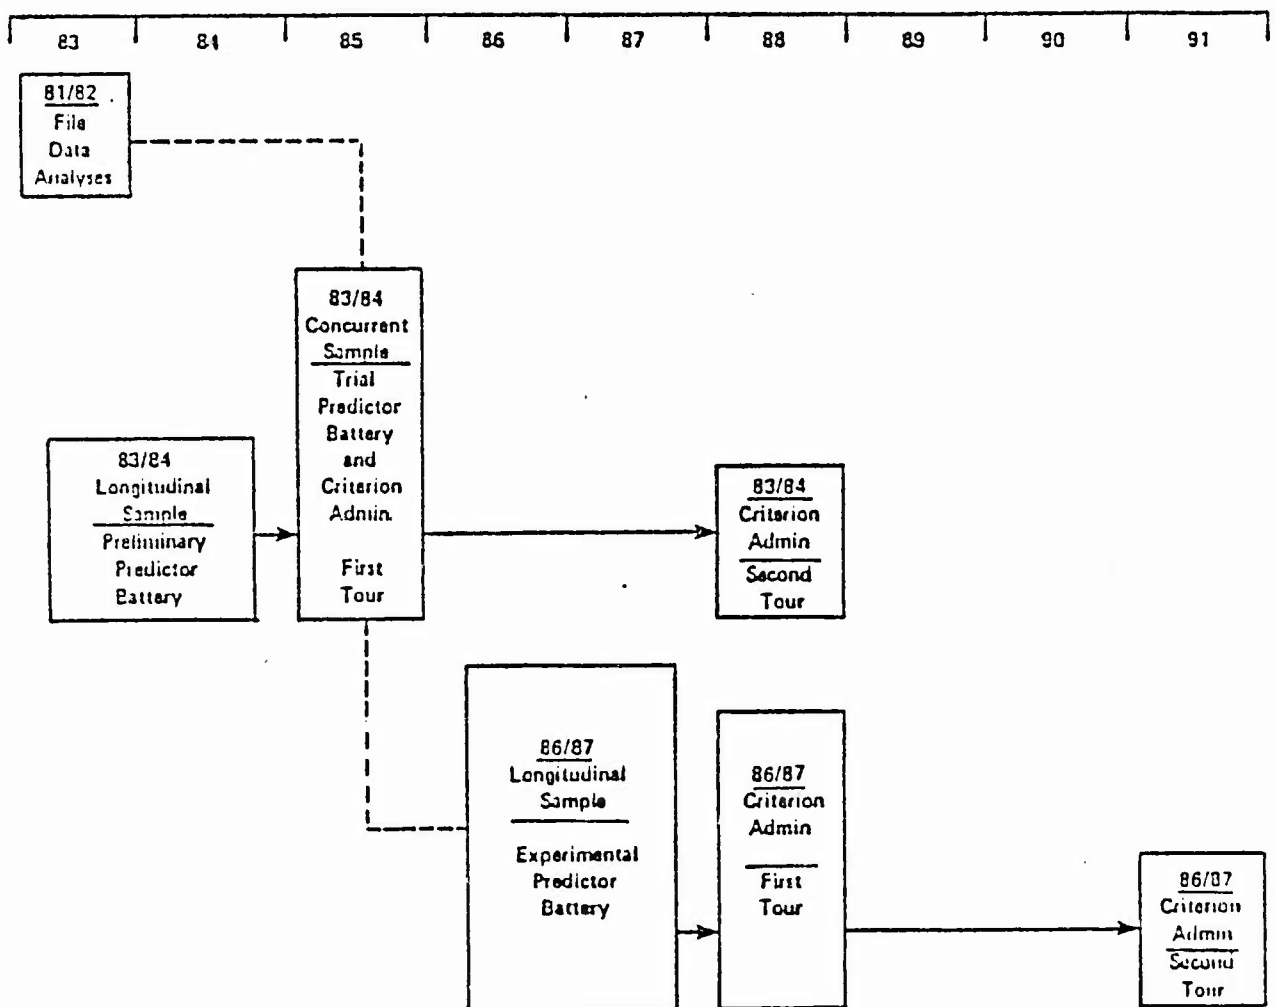 83 84 85 86 87 88 89 90 91
81/82
File
Data
Analyses
83/84
Concurrent
Sample
Trial
Predictor
Battery
and
Criterion
Admin.
First
Tour
83/84
Longitudinal
Sample
Preliminary
Predictor
Battery
83/84
Criterion
Admin
Second
Tour
86/87
Longitudinal
Sample
Experimental
Predictor
Battery
86/87
Criterion
Admin
First
Tour
86/87
Criterion
Admin
Second
Tour